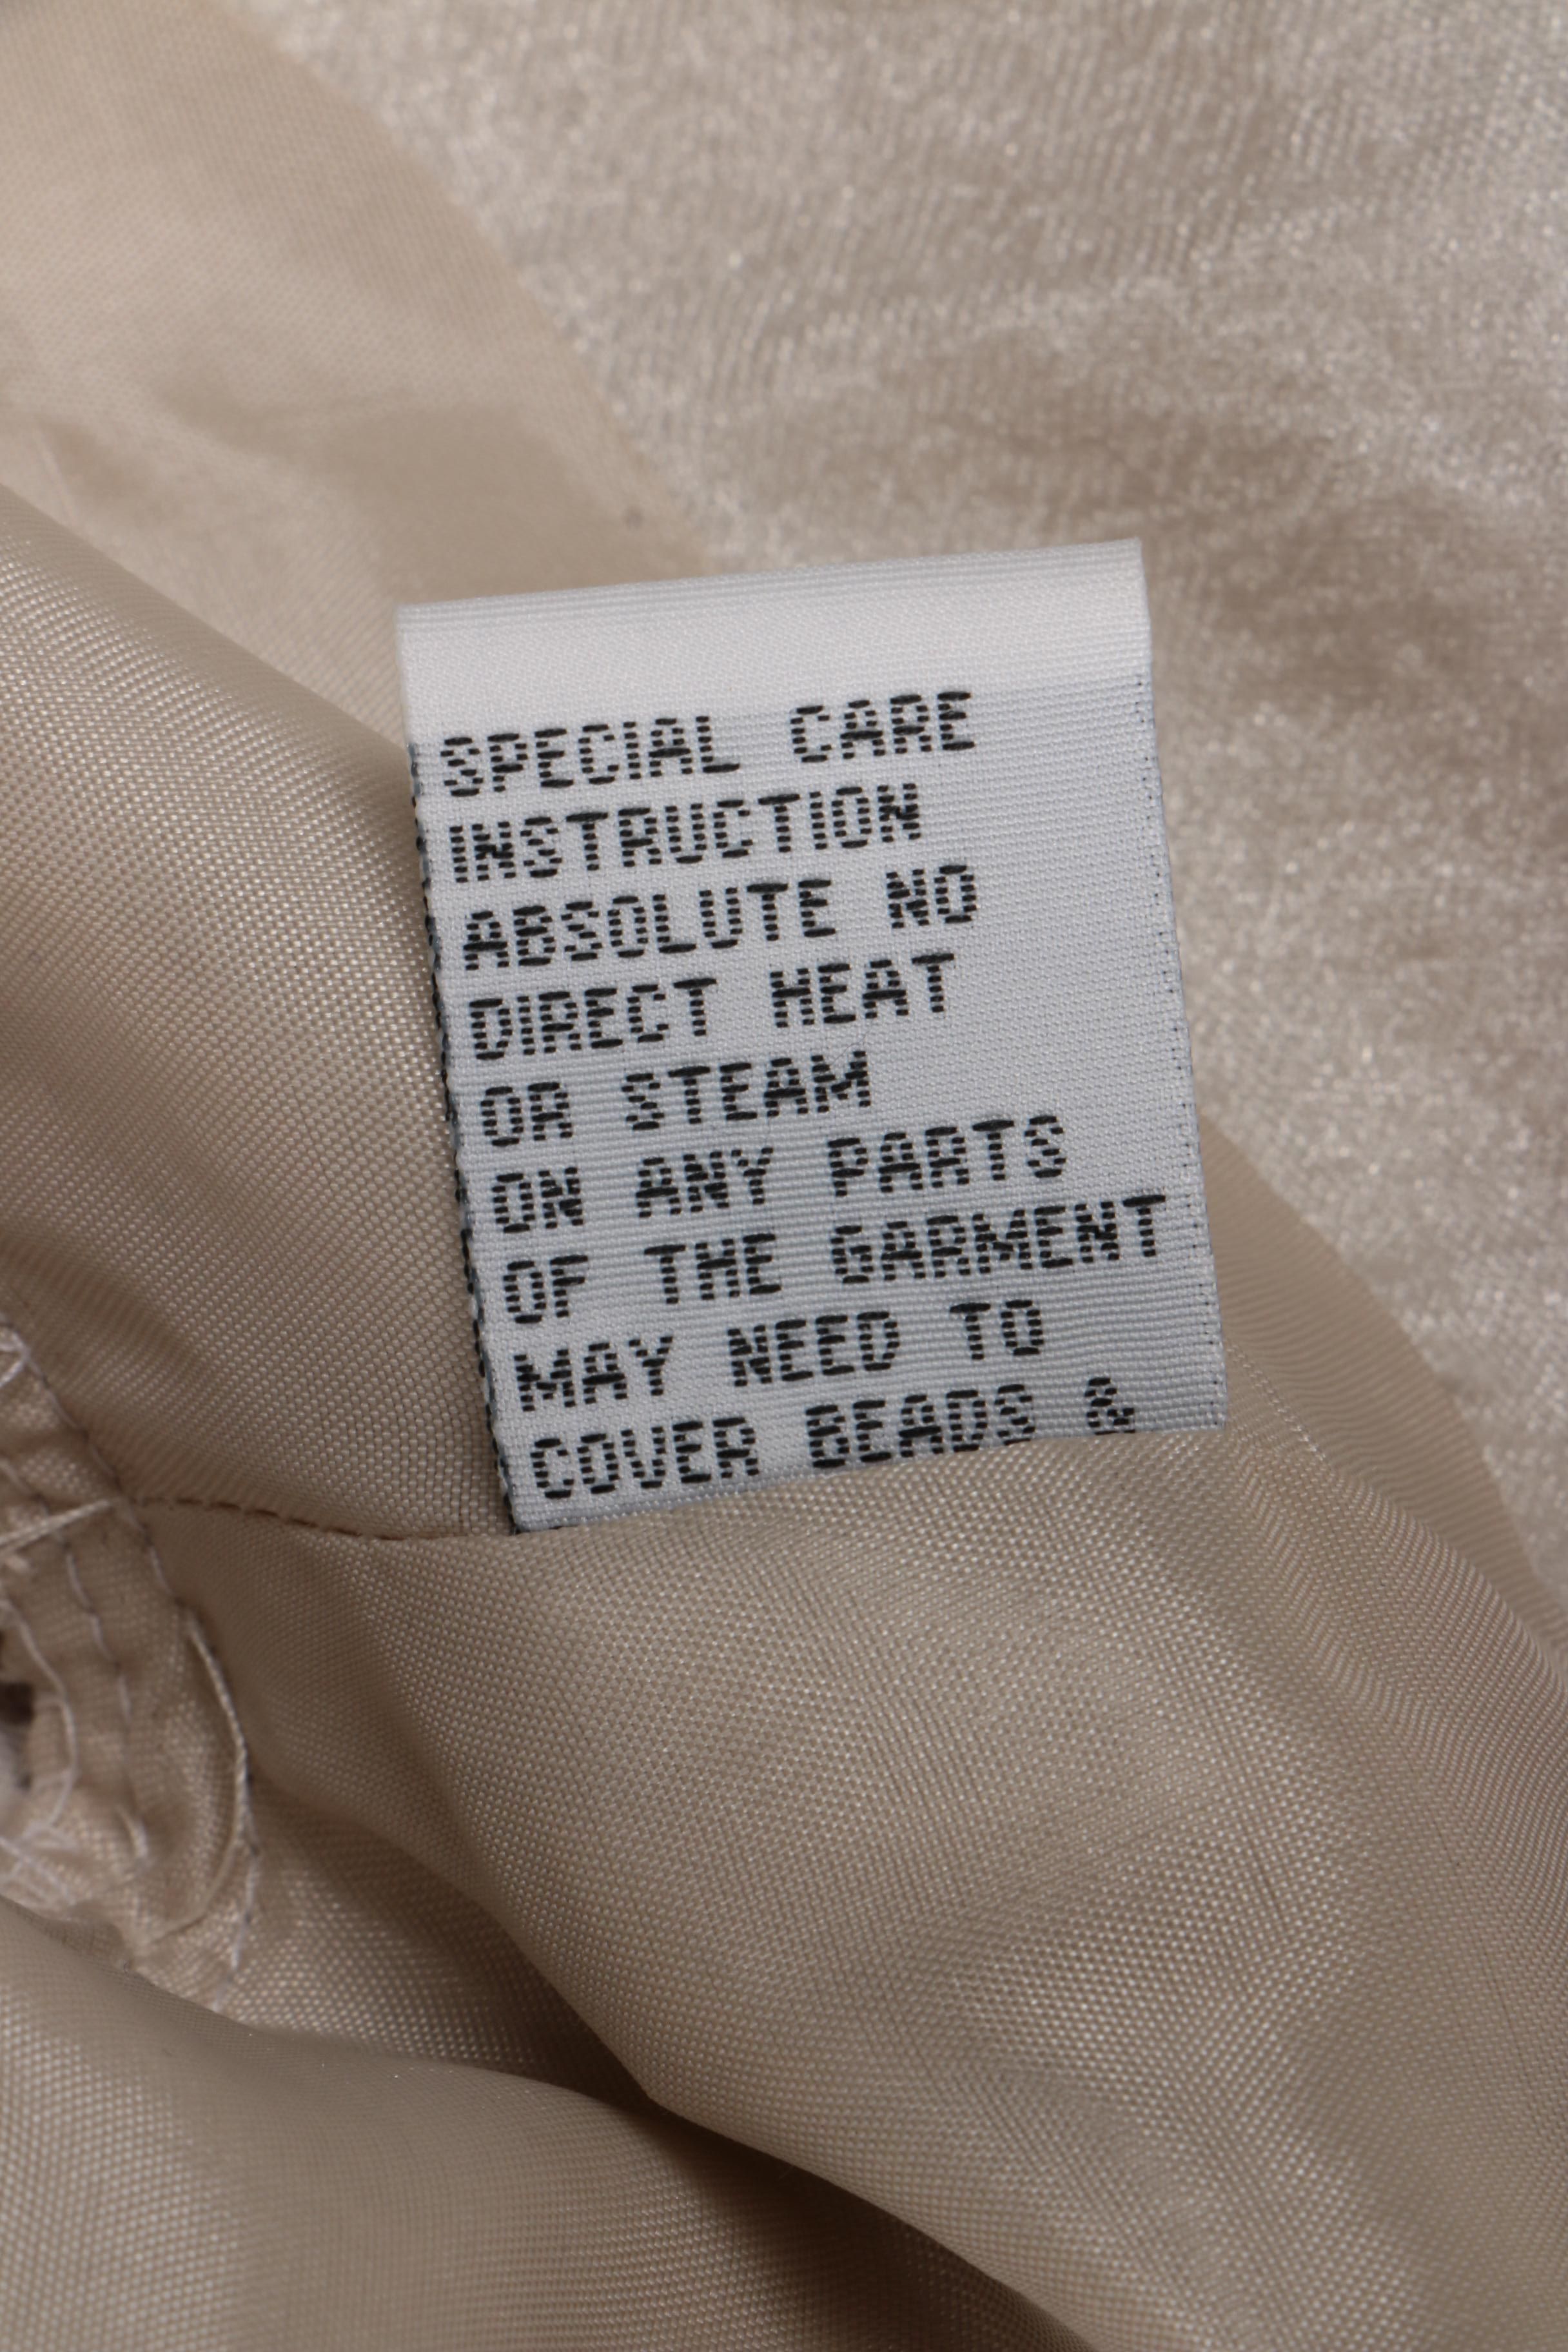 SPECIAL CARE
INSTRUCTION
ABSOLUTE NO
DIRECT HEAT
OR STEAM
ON ANY PARTS
OF THE GARMENT
MAY NEED TO
COVER BEADS &